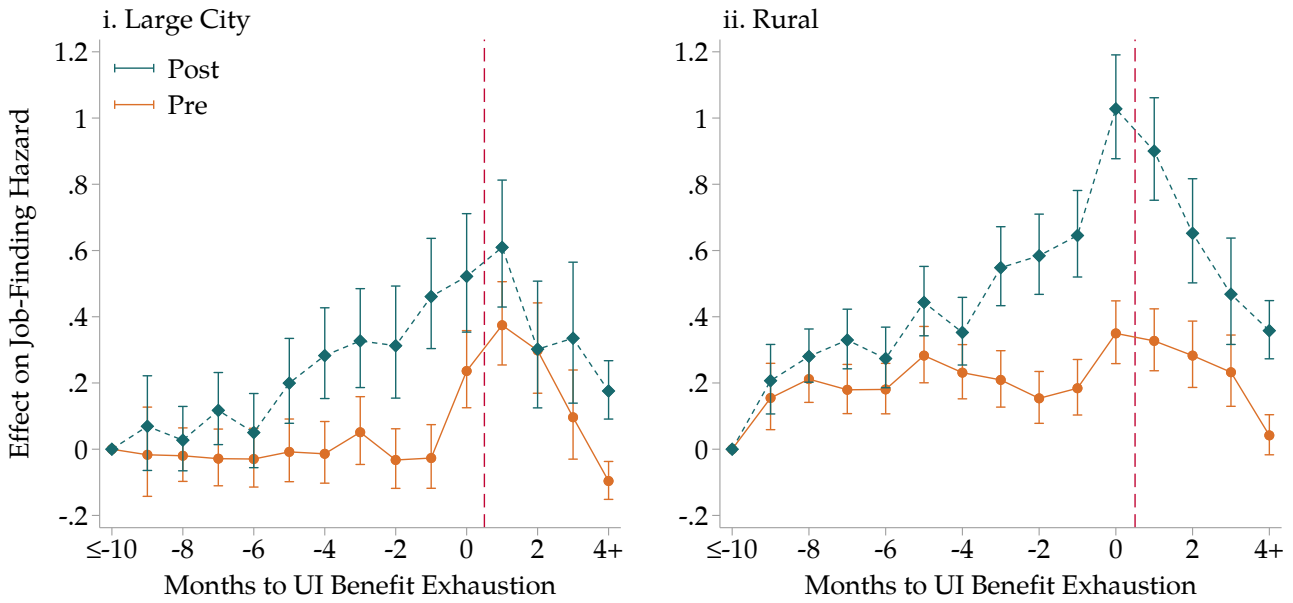 i. Large City
ii. Rural
Effect on Job-Finding Hazard
1.2
1
.8
.6
.4
.2
0
-.2
Post
Pre
≤-10 -8 -6 -4 -2 0 2 4+
Months to UI Benefit Exhaustion
1.2
1
.8
.6
.4
.2
0
-.2
≤-10 -8 -6 -4 -2 0 2 4+
Months to UI Benefit Exhaustion